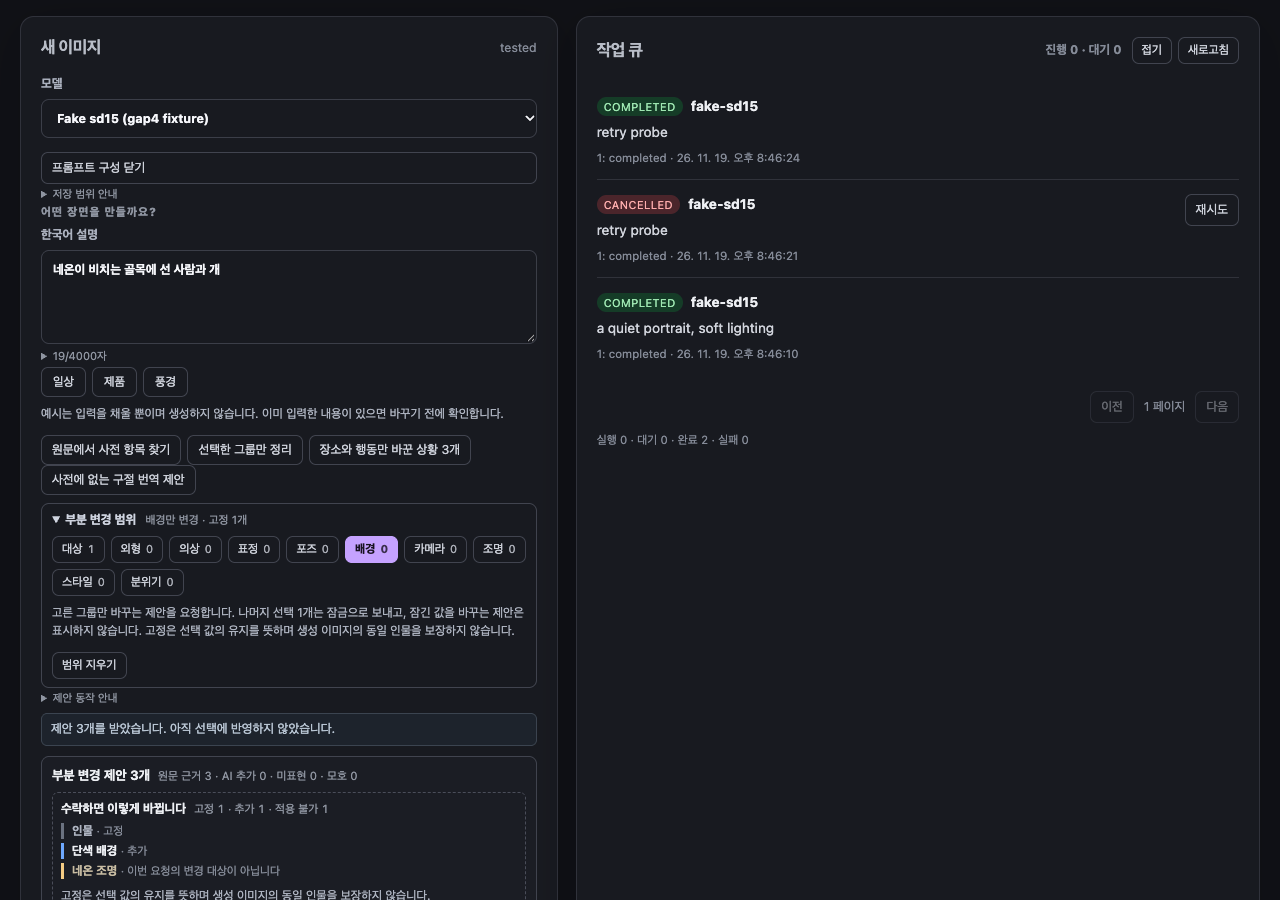 새 이미지
tested
모델
Fake sd15 (gap4 fixture)
프롬프트 구성 닫기
저장 범위 안내
어떤 장면을 만들까요?
한국어 설명
네온이 비치는 골목에 선 사람과 개
19/4000자
일상 제품 풍경
예시는 입력을 채울 뿐이며 생성하지 않습니다. 이미 입력한 내용이 있으면 바꾸기 전에 확인합니다.
원문에서 사전 항목 찾기 선택한 그룹만 정리 장소와 행동만 바꾼 상황 3개
사전에 없는 구절 번역 제안
부분 변경 범위 배경만 변경 · 고정 1개
대상 1 외형 0 의상 0 표정 0 포즈 0 배경 0 카메라 0 조명 0
스타일 0 분위기 0
고른 그룹만 바꾸는 제안을 요청합니다. 나머지 선택 1개는 잠금으로 보내고, 잠긴 값을 바꾸는 제안은
표시하지 않습니다. 고정은 선택 값의 유지를 뜻하며 생성 이미지의 동일 인물을 보장하지 않습니다.
범위 지우기
제안 동작 안내
제안 3개를 받았습니다. 아직 선택에 반영하지 않았습니다.
부분 변경 제안 3개 원문 근거 3 · AI 추가 0 · 미표현 0 · 모호 0
수락하면 이렇게 바뀝니다 고정 1 · 추가 1 · 적용 불가 1
인물 · 고정
단색 배경 · 추가
네온 조명 · 이번 요청의 변경 대상이 아닙니다
고정은 선택 값의 유지를 뜻하며 생성 이미지의 동일 인물을 보장하지 않습니다.
작업 큐
진행 0 · 대기 0 접기 새로고침
COMPLETED fake-sd15
retry probe
1: completed · 26. 11. 19. 오후 8:46:24
CANCELLED fake-sd15
재시도
retry probe
1: completed · 26. 11. 19. 오후 8:46:21
COMPLETED fake-sd15
a quiet portrait, soft lighting
1: completed · 26. 11. 19. 오후 8:46:10
이전 1 페이지 다음
실행 0 · 대기 0 · 완료 2 · 실패 0